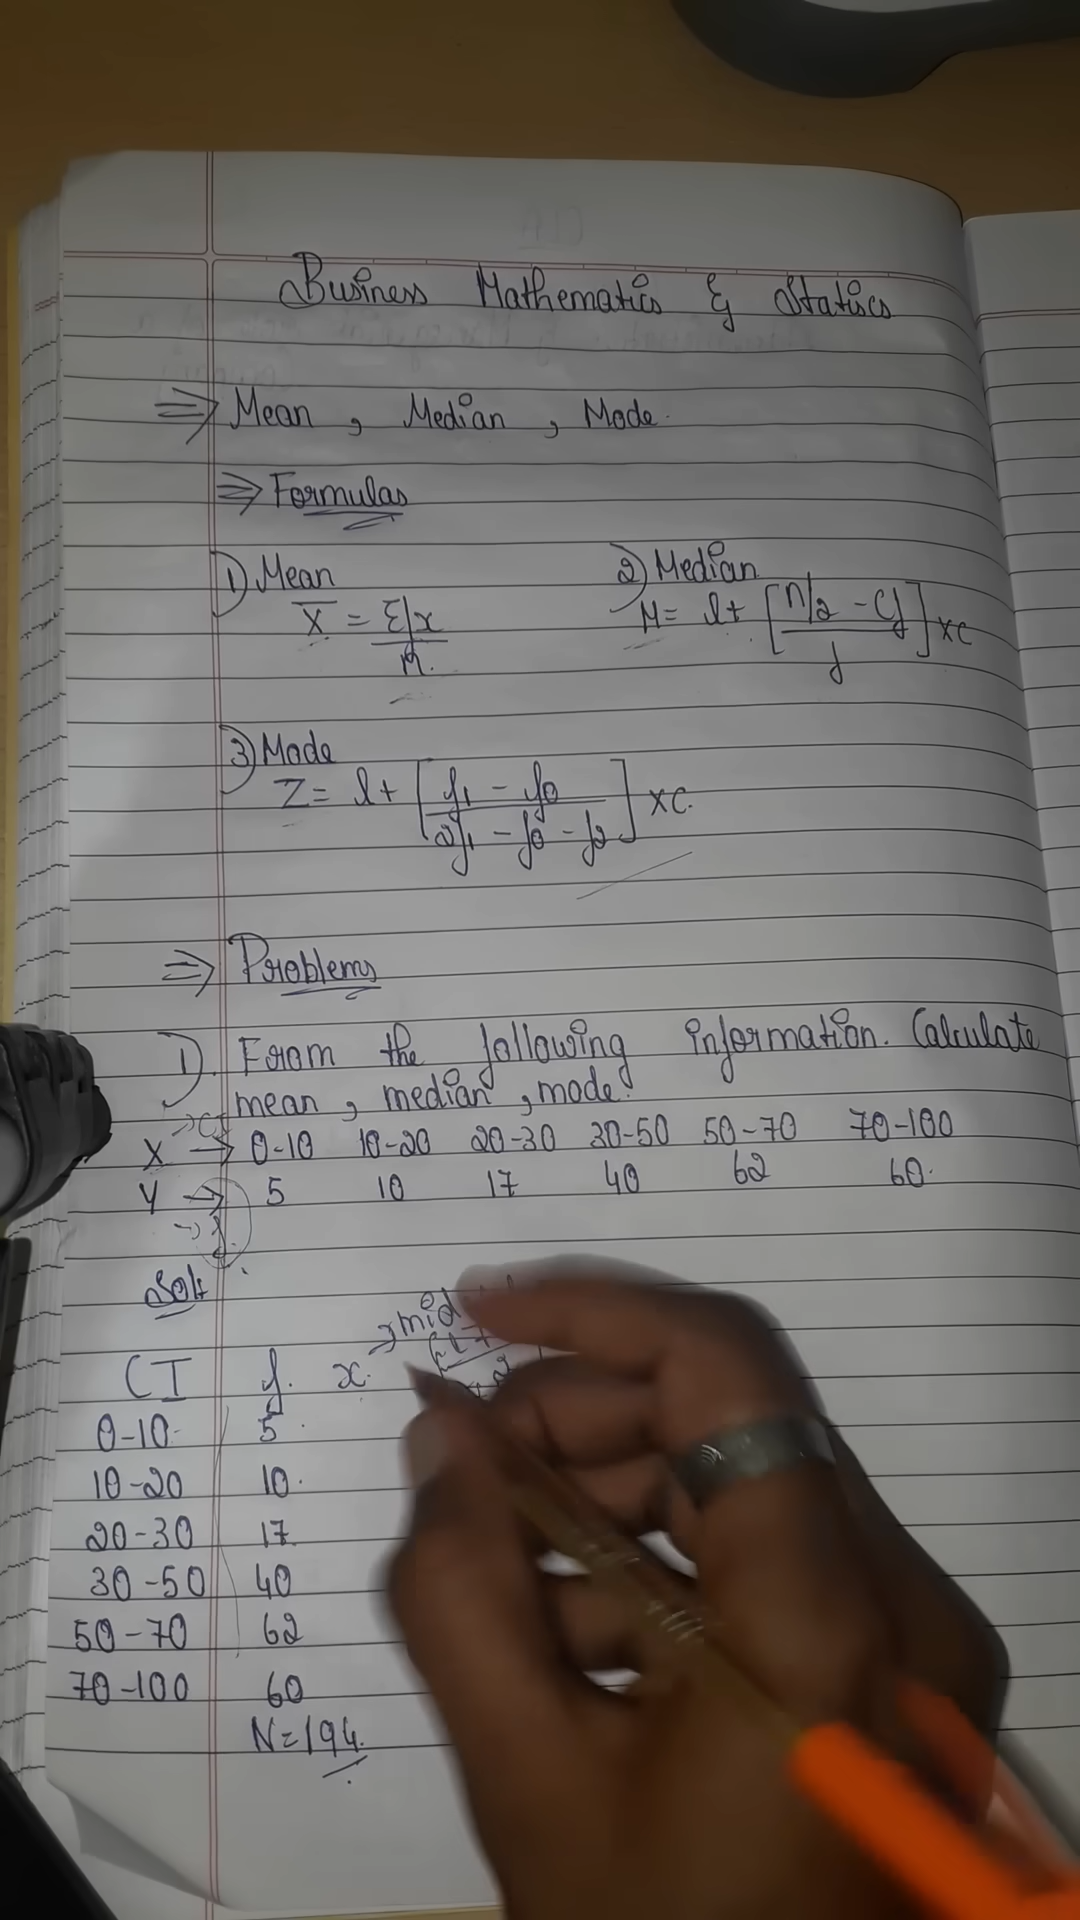 Business Mathematics & Statiscs
⇒ Mean, Median, Mode.
⇒ Formulas
1) Mean
X̄ = Σfx / n.
2) Median
M = l + [n/2 - cf / f] × c
3) Mode
Z = l + [f1 - f0 / 2f1 - f0 - f2] × c.
⇒ Problems
1). From the following information. Calculate
mean, median, mode.
X → 0-10 10-20 20-30 30-50 50-70 70-100
Y → 5 10 17 40 62 60.
→ f.
CI f. x. → mid
0-10 5
10-20 10.
20-30 17
30-50 40
50-70 62
70-100 60
N=194.